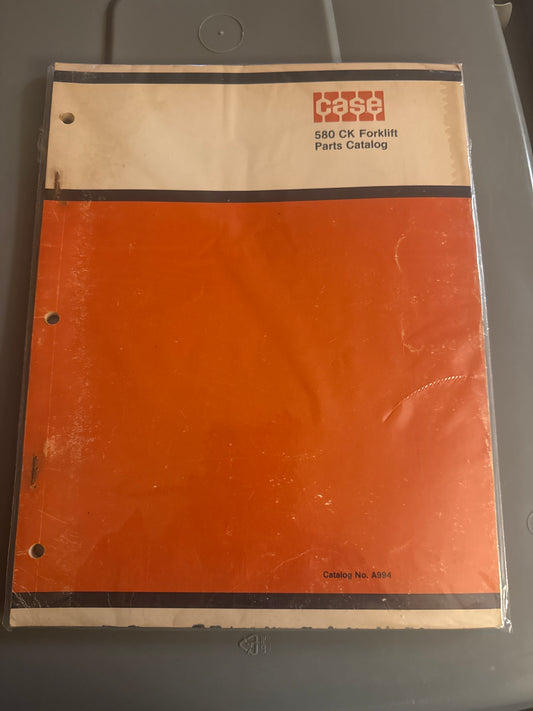 case
580 CK Forklift
Parts Catalog
Catalog No. A994